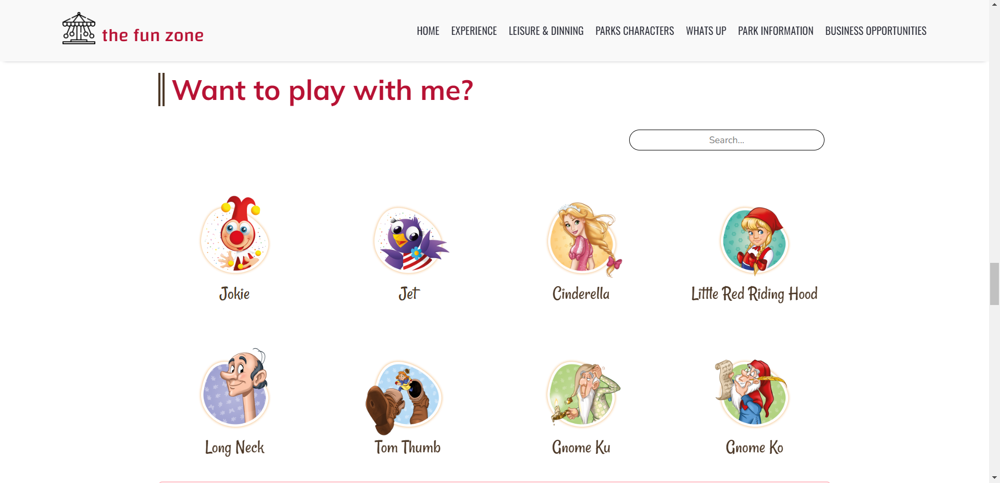 the fun zone
HOME EXPERIENCE LEISURE & DINNING PARKS CHARACTERS WHATS UP PARK INFORMATION BUSINESS OPPORTUNITIES
Want to play with me?
Search...
Jokie Jet Cinderella Little Red Riding Hood
Long Neck Tom Thumb Gnome Ku Gnome Ko